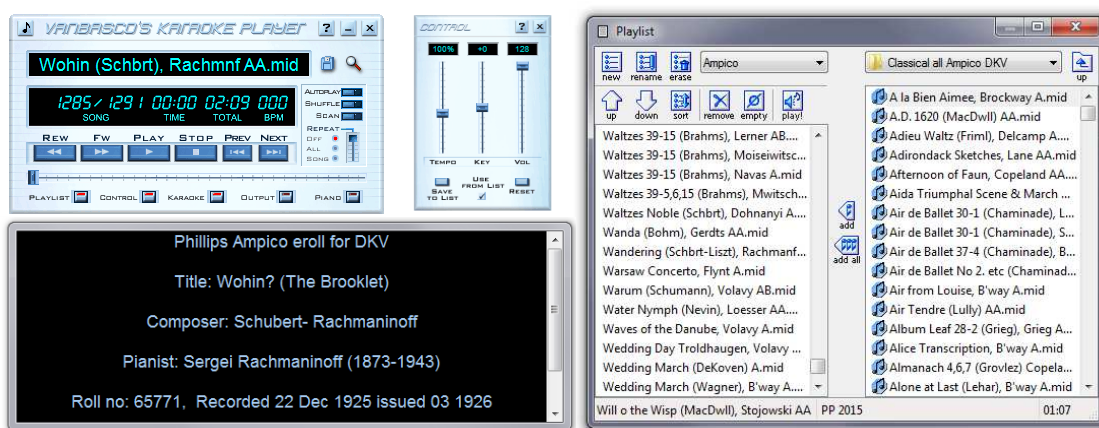 VANBASCO'S KARAOKE PLAYER
Wohin (Schbrt), Rachmnf AA.mid
1285/1291 00:00 02:09 000
SONG TIME TOTAL BPM
REW FW PLAY STOP PREV NEXT
AUTOPLAY
SHUFFLE
SCAN
REPEAT
OFF
ALL
SONG
PLAYLIST CONTROL KARAOKE OUTPUT PIANO
CONTROL
100% +0 128
TEMPO KEY VOL
SAVE TO LIST
USE FROM LIST
RESET
Phillips Ampico eroll for DKV
Title: Wohin? (The Brooklet)
Composer: Schubert- Rachmaninoff
Pianist: Sergei Rachmaninoff (1873-1943)
Roll no: 65771, Recorded 22 Dec 1925 issued 03 1926
Playlist
new rename erase
Ampico
up down sort remove empty play!
Waltzes 39-15 (Brahms), Lerner AB....
Waltzes 39-15 (Brahms), Moiseiwitsc...
Waltzes 39-15 (Brahms), Navas A.mid
Waltzes 39-5,6,15 (Brahms), Mwitsch...
Waltzes Noble (Schbrt), Dohnanyi A....
Wanda (Bohm), Gerdts AA.mid
Wandering (Schbrt-Liszt), Rachmanf...
Warsaw Concerto, Flynt A.mid
Warum (Schumann), Volavy AB.mid
Water Nymph (Nevin), Loesser AA....
Waves of the Danube, Volavy A.mid
Wedding Day Troldhaugen, Volavy ...
Wedding March (DeKoven) A.mid
Wedding March (Wagner), B'way A....
add
add all
Classical all Ampico DKV
up
A la Bien Aimee, Brockway A.mid
A.D. 1620 (MacDwll) AA.mid
Adieu Waltz (Friml), Delcamp A....
Adirondack Sketches, Lane AA.mid
Afternoon of Faun, Copeland AA....
Aida Triumphal Scene & March ...
Air de Ballet 30-1 (Chaminade), L...
Air de Ballet 30-1 (Chaminade), S...
Air de Ballet 37-4 (Chaminade), B...
Air de Ballet No 2. etc (Chaminad...
Air from Louise, B'way A.mid
Air Tendre (Lully) AA.mid
Album Leaf 28-2 (Grieg), Grieg A...
Alice Transcription, B'way A.mid
Almanach 4,6,7 (Grovlez) Copela...
Alone at Last (Lehar), B'way A.mid
Will o the Wisp (MacDwll), Stojowski AA PP 2015 01:07